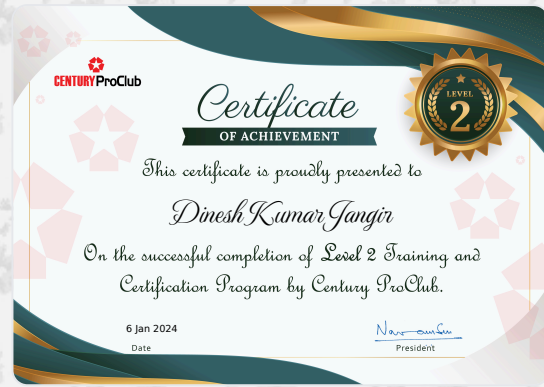 CENTURY ProClub
LEVEL
2
Certificate
OF ACHIEVEMENT
This certificate is proudly presented to
Dinesh Kumar Jangir
On the successful completion of Level 2 Training and
Certification Program by Century ProClub.
6 Jan 2024
Date
President